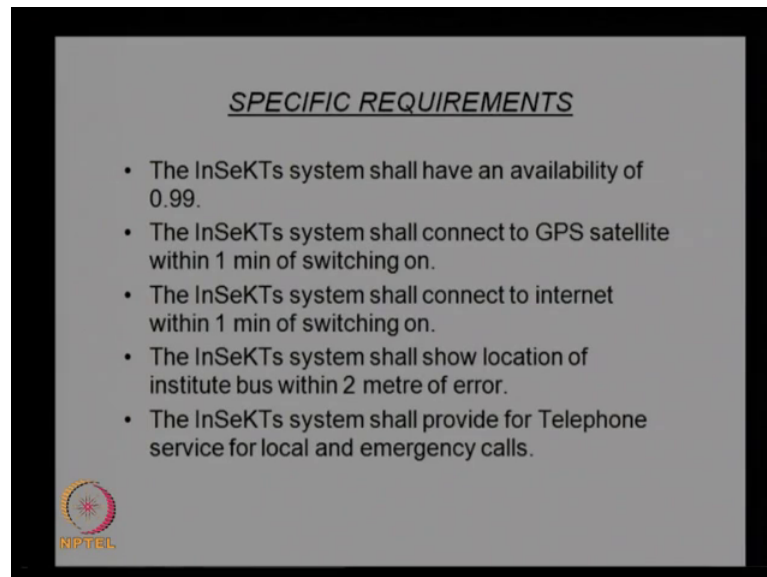 SPECIFIC REQUIREMENTS
• The InSeKTs system shall have an availability of
0.99.
• The InSeKTs system shall connect to GPS satellite
within 1 min of switching on.
• The InSeKTs system shall connect to internet
within 1 min of switching on.
• The InSeKTs system shall show location of
institute bus within 2 metre of error.
• The InSeKTs system shall provide for Telephone
service for local and emergency calls.
NPTEL